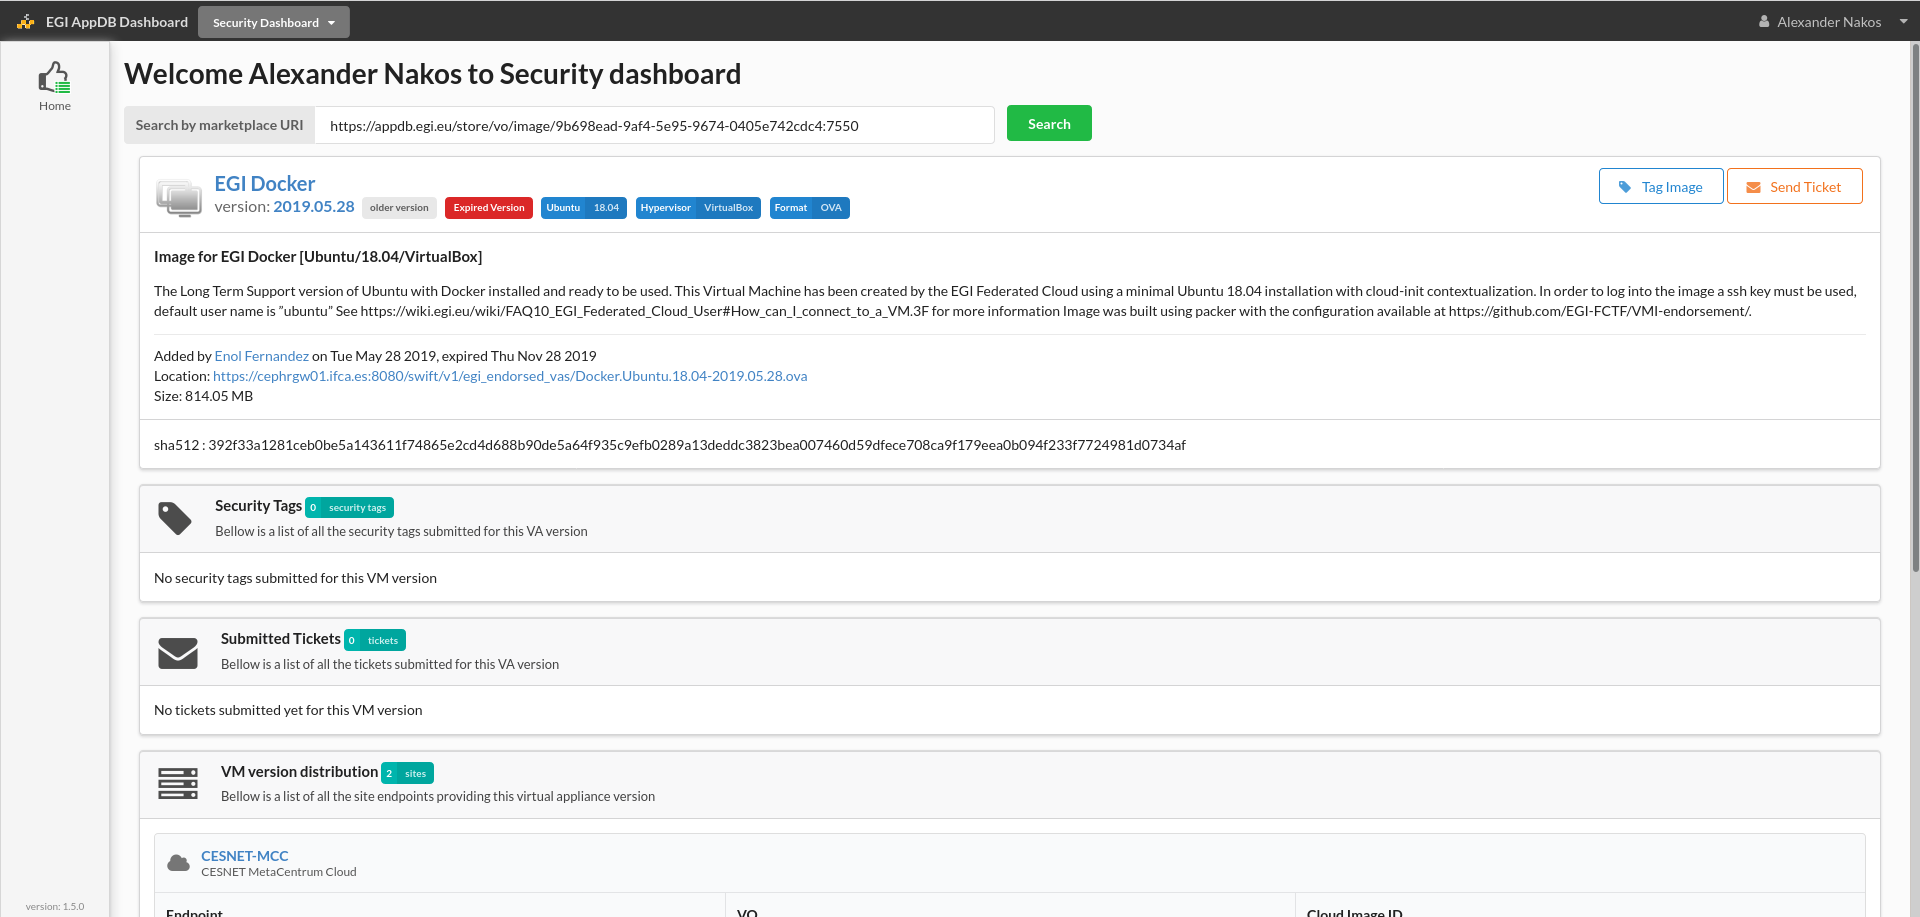 EGI AppDB Dashboard
Security Dashboard
Alexander Nakos
Home
Welcome Alexander Nakos to Security dashboard
Search by marketplace URI
https://appdb.egi.eu/store/vo/image/9b698ead-9af4-5e95-9674-0405e742cdc4:7550
Search
EGI Docker
version: 2019.05.28 older version Expired Version Ubuntu 18.04 Hypervisor VirtualBox Format OVA
Tag Image
Send Ticket
Image for EGI Docker [Ubuntu/18.04/VirtualBox]
The Long Term Support version of Ubuntu with Docker installed and ready to be used. This Virtual Machine has been created by the EGI Federated Cloud using a minimal Ubuntu 18.04 installation with cloud-init contextualization. In order to log into the image a ssh key must be used,
default user name is ”ubuntu” See https://wiki.egi.eu/wiki/FAQ10_EGI_Federated_Cloud_User#How_can_I_connect_to_a_VM.3F for more information Image was built using packer with the configuration available at https://github.com/EGI-FCTF/VMI-endorsement/.
Added by Enol Fernandez on Tue May 28 2019, expired Thu Nov 28 2019
Location: https://cephrgw01.ifca.es:8080/swift/v1/egi_endorsed_vas/Docker.Ubuntu.18.04-2019.05.28.ova
Size: 814.05 MB
sha512 : 392f33a1281ceb0be5a143611f74865e2cd4d688b90de5a64f935c9efb0289a13deddc3823bea007460d59dfece708ca9f179eea0b094f233f7724981d0734af
Security Tags 0 security tags
Bellow is a list of all the security tags submitted for this VA version
No security tags submitted for this VM version
Submitted Tickets 0 tickets
Bellow is a list of all the tickets submitted for this VA version
No tickets submitted yet for this VM version
VM version distribution 2 sites
Bellow is a list of all the site endpoints providing this virtual appliance version
CESNET-MCC
CESNET MetaCentrum Cloud
Endpoint
VO
Cloud Image ID
version: 1.5.0